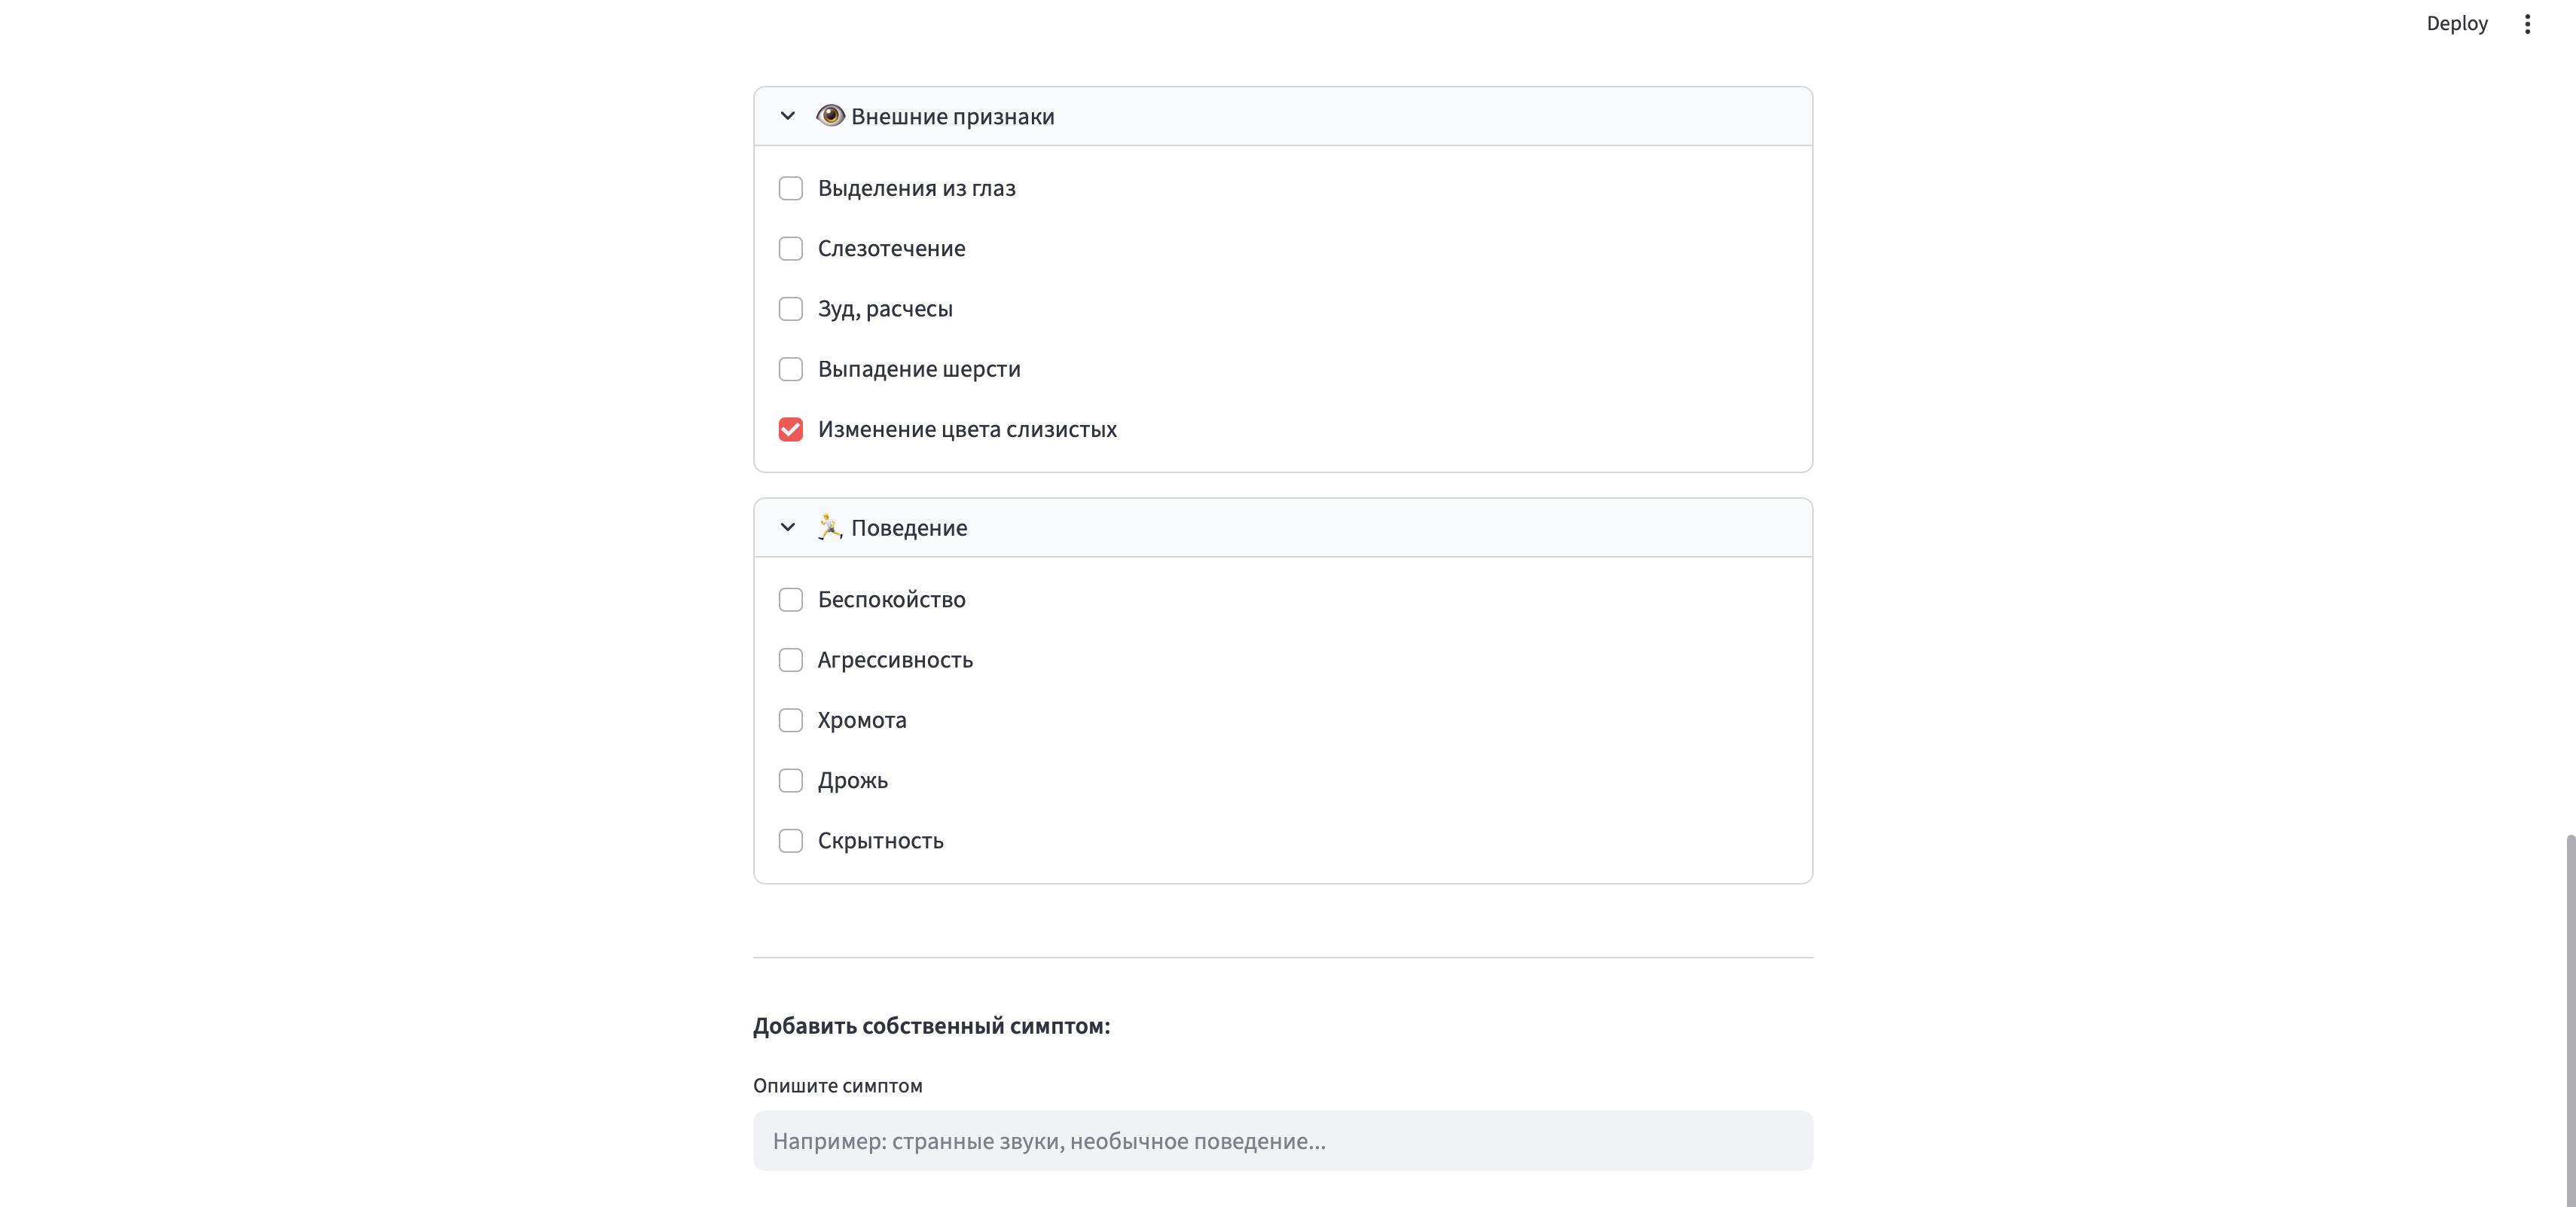 Deploy
Внешние признаки
Выделения из глаз
Слезотечение
Зуд, расчесы
Выпадение шерсти
Изменение цвета слизистых
Поведение
Беспокойство
Агрессивность
Хромота
Дрожь
Скрытность
Добавить собственный симптом:
Опишите симптом
Например: странные звуки, необычное поведение...